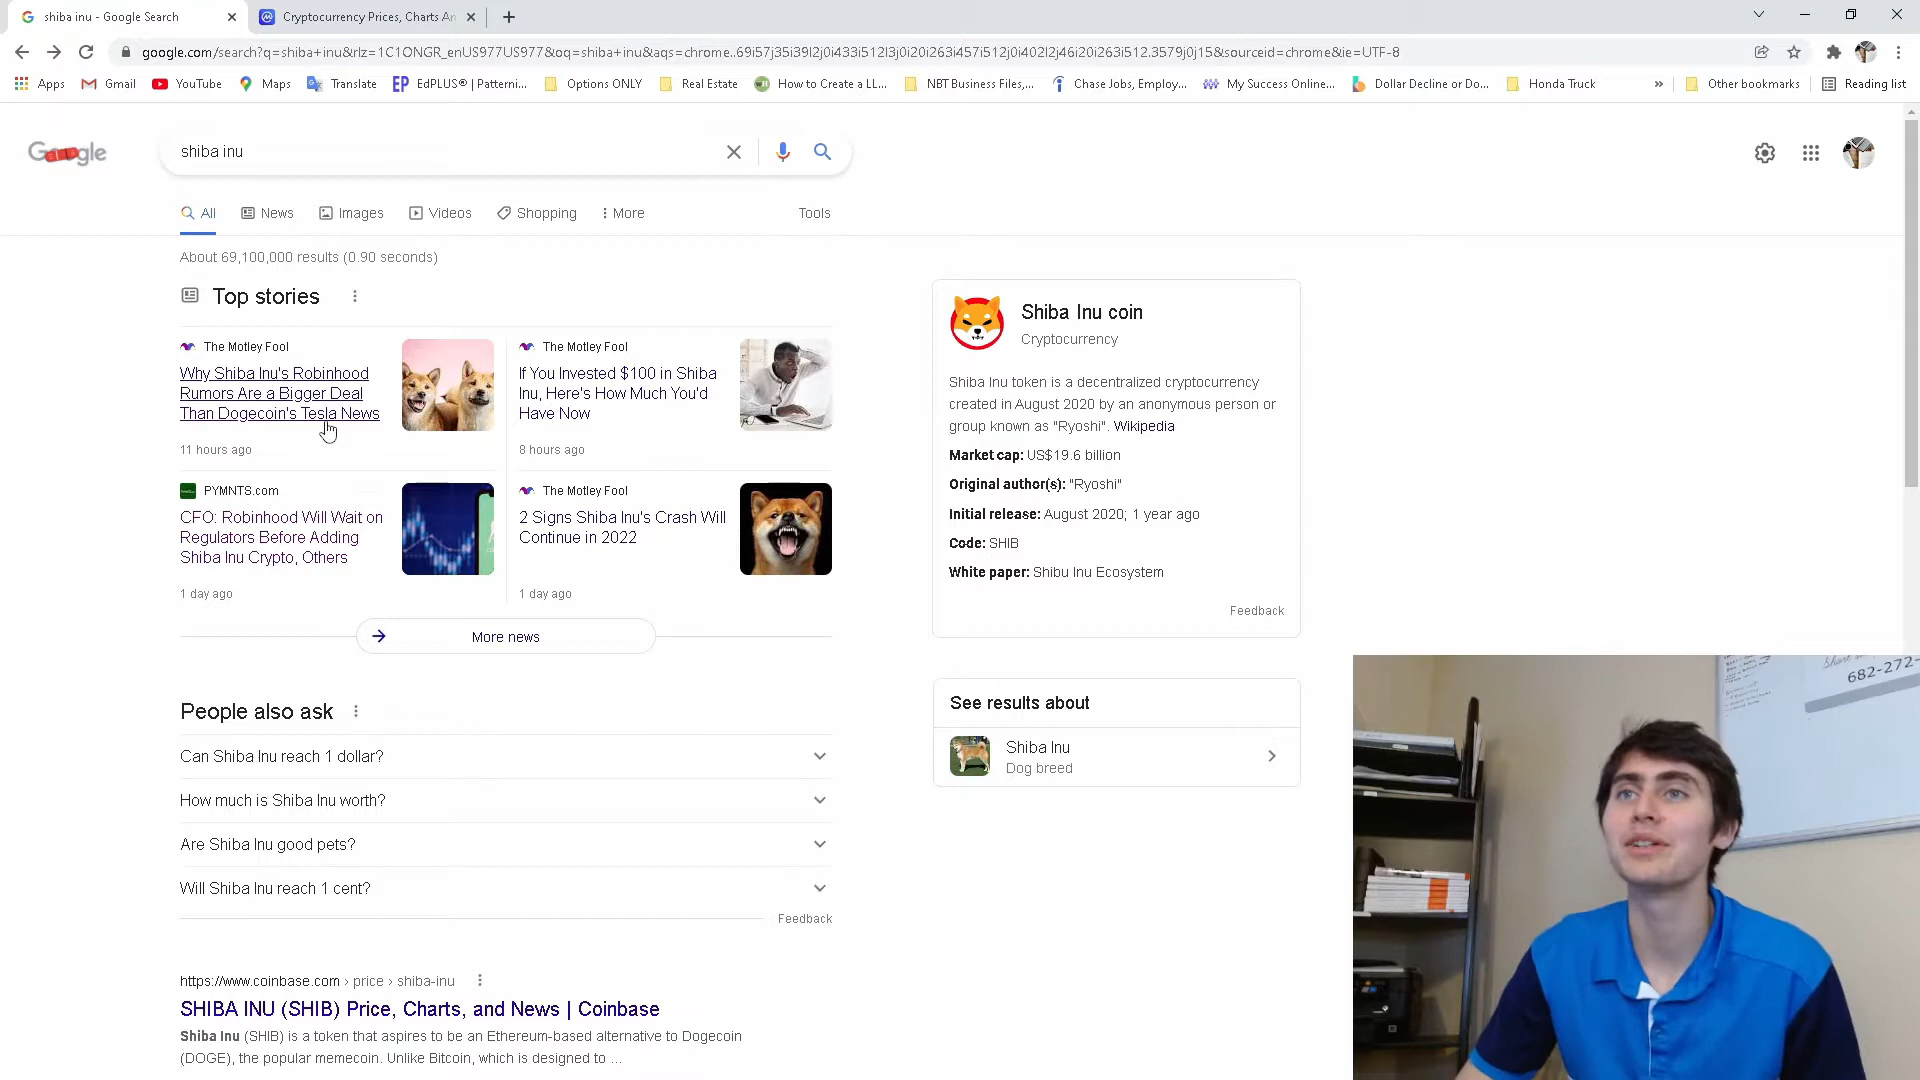 shiba inu - Google Search
Cryptocurrency Prices, Charts An
google.com/search?q=shiba+inu&rlz=1C1ONGR_enUS977US977&oq=shiba+inu&aqs=chrome..69i57j35i39l2j0i433i512l3j0i20i263i457i512j0i402l2j46i20i263i512.3579j0j15&sourceid=chrome&ie=UTF-8
Apps Gmail YouTube Maps Translate EdPLUS® | Patterni... Options ONLY Real Estate How to Create a LL... NBT Business Files,... Chase Jobs, Employ... My Success Online... Dollar Decline or Do... Honda Truck » Other bookmarks Reading list
Google
shiba inu
All News Images Videos Shopping More Tools
About 69,100,000 results (0.90 seconds)
Top stories
The Motley Fool
Why Shiba Inu's Robinhood
Rumors Are a Bigger Deal
Than Dogecoin's Tesla News
11 hours ago
The Motley Fool
If You Invested $100 in Shiba
Inu, Here's How Much You'd
Have Now
8 hours ago
PYMNTS.com
CFO: Robinhood Will Wait on
Regulators Before Adding
Shiba Inu Crypto, Others
1 day ago
The Motley Fool
2 Signs Shiba Inu's Crash Will
Continue in 2022
1 day ago
More news
People also ask
Can Shiba Inu reach 1 dollar?
How much is Shiba Inu worth?
Are Shiba Inu good pets?
Will Shiba Inu reach 1 cent?
Feedback
https://www.coinbase.com › price › shiba-inu
SHIBA INU (SHIB) Price, Charts, and News | Coinbase
Shiba Inu (SHIB) is a token that aspires to be an Ethereum-based alternative to Dogecoin
(DOGE), the popular memecoin. Unlike Bitcoin, which is designed to ...
Shiba Inu coin
Cryptocurrency
Shiba Inu token is a decentralized cryptocurrency
created in August 2020 by an anonymous person or
group known as "Ryoshi". Wikipedia
Market cap: US$19.6 billion
Original author(s): "Ryoshi"
Initial release: August 2020; 1 year ago
Code: SHIB
White paper: Shibu Inu Ecosystem
Feedback
See results about
Shiba Inu
Dog breed
682-272-